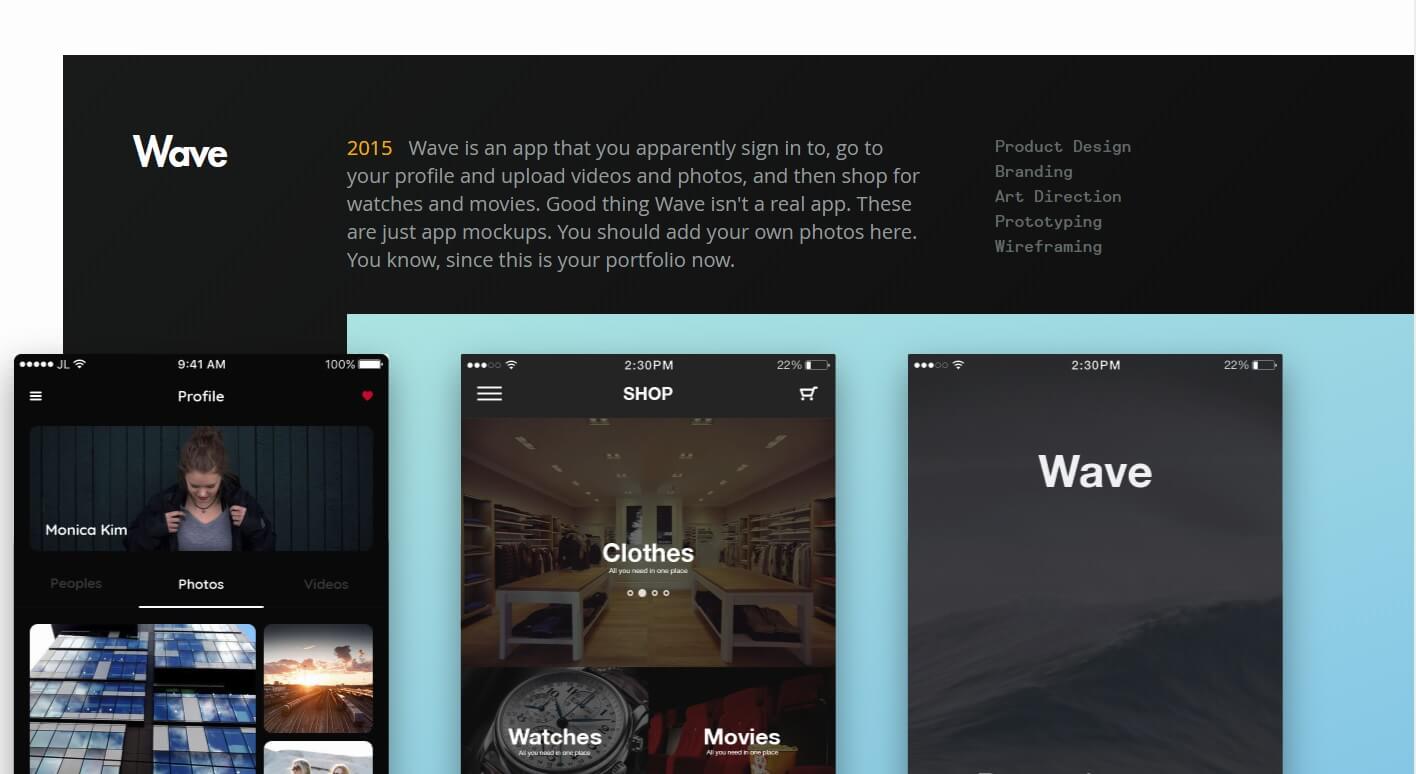 Wave
2015 Wave is an app that you apparently sign in to, go to
your profile and upload videos and photos, and then shop for
watches and movies. Good thing Wave isn't a real app. These
are just app mockups. You should add your own photos here.
You know, since this is your portfolio now.
Product Design
Branding
Art Direction
Prototyping
Wireframing
JL 9:41 AM 100%
Profile
Monica Kim
Peoples Photos Videos
2:30PM 22%
SHOP
Clothes
All you need in one place
Watches
All you need in one place
Movies
All you need in one place
2:30PM 22%
Wave